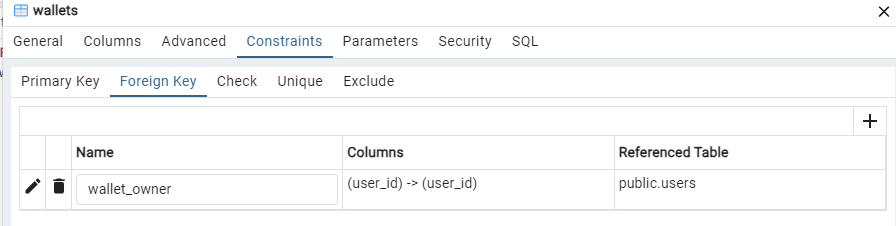 wallets
General Columns Advanced Constraints Parameters Security SQL
Primary Key Foreign Key Check Unique Exclude
Name Columns Referenced Table
wallet_owner (user_id) -> (user_id) public.users